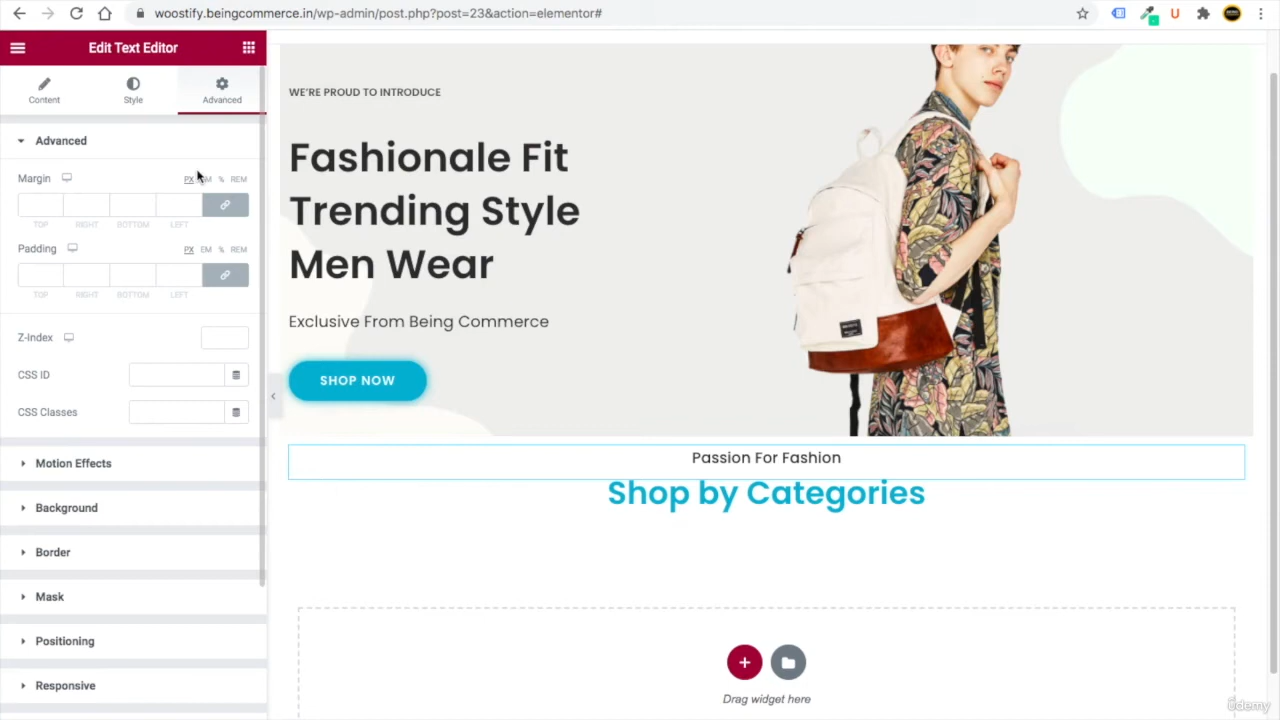 woostify.beingcommerce.in/wp-admin/post.php?post=23&action=elementor#
Edit Text Editor
Content
Style
Advanced
Advanced
Margin
PX EM % REM
TOP RIGHT BOTTOM LEFT
Padding
PX EM % REM
TOP RIGHT BOTTOM LEFT
Z-Index
CSS ID
CSS Classes
Motion Effects
Background
Border
Mask
Positioning
Responsive
WE'RE PROUD TO INTRODUCE
Fashionale Fit
Trending Style
Men Wear
Exclusive From Being Commerce
SHOP NOW
Passion For Fashion
Shop by Categories
Drag widget here
ûdemy